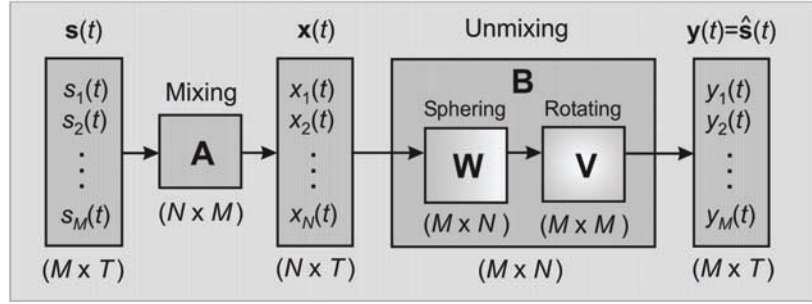 s(t)
s1(t)
s2(t)
sM(t)
(M x T)
Mixing
A
(N x M)
x(t)
x1(t)
x2(t)
xN(t)
(N x T)
Unmixing
B
Sphering
W
(M x N)
Rotating
V
(M x M)
(M x N)
y(t)=ŝ(t)
y1(t)
y2(t)
yM(t)
(M x T)